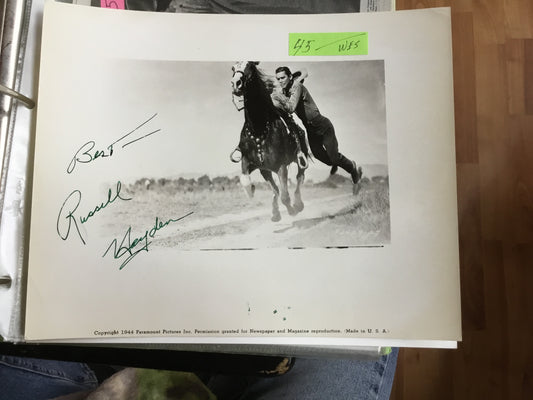 45— WES
Best—
Russell
Hayden
Copyright 1944 Paramount Pictures Inc. Permission granted for Newspaper and Magazine reproduction. (Made in U. S. A.)